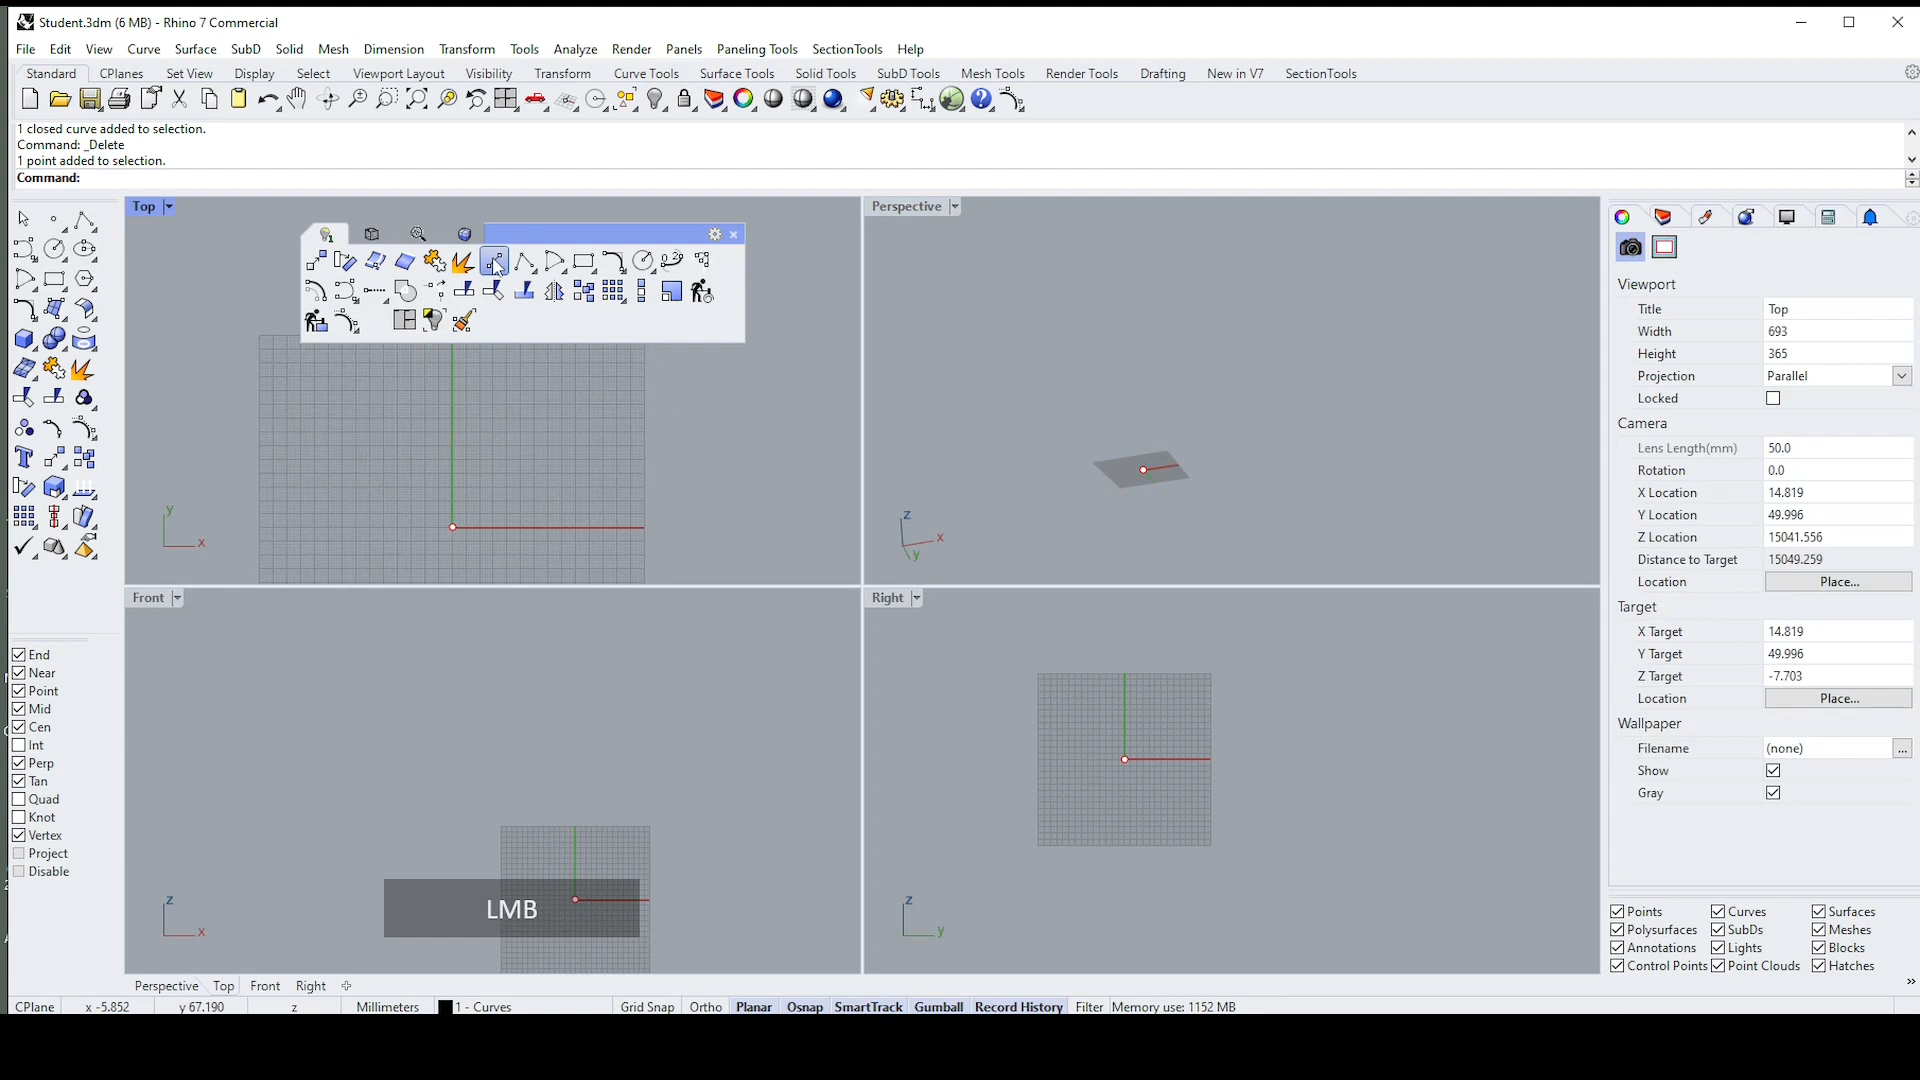 Student.3dm (6 MB) - Rhino 7 Commercial
File Edit View Curve Surface SubD Solid Mesh Dimension Transform Tools Analyze Render Panels Paneling Tools SectionTools Help
Standard CPlanes Set View Display Select Viewport Layout Visibility Transform Curve Tools Surface Tools Solid Tools SubD Tools Mesh Tools Render Tools Drafting New in V7 SectionTools
1 closed curve added to selection.
Command: _Delete
1 point added to selection.
Command:
Top
Perspective
Viewport
Title Top
Width 693
Height 365
Projection Parallel
Locked
Camera
Lens Length(mm) 50.0
Rotation 0.0
X Location 14.819
Y Location 49.996
Z Location 15041.556
Distance to Target 15049.259
Location Place...
Target
X Target 14.819
Y Target 49.996
Z Target -7.703
Location Place...
Wallpaper
Filename (none) ...
Show
Gray
y
x
z
x
y
Front
Right
End
Near
Point
Mid
Cen
Int
Perp
Tan
Quad
Knot
Vertex
Project
Disable
LMB
z
x
z
y
Points Curves Surfaces
Polysurfaces SubDs Meshes
Annotations Lights Blocks
Control Points Point Clouds Hatches
Perspective Top Front Right
CPlane x -5.852 y 67.190 z Millimeters 1 - Curves Grid Snap Ortho Planar Osnap SmartTrack Gumball Record History Filter Memory use: 1152 MB